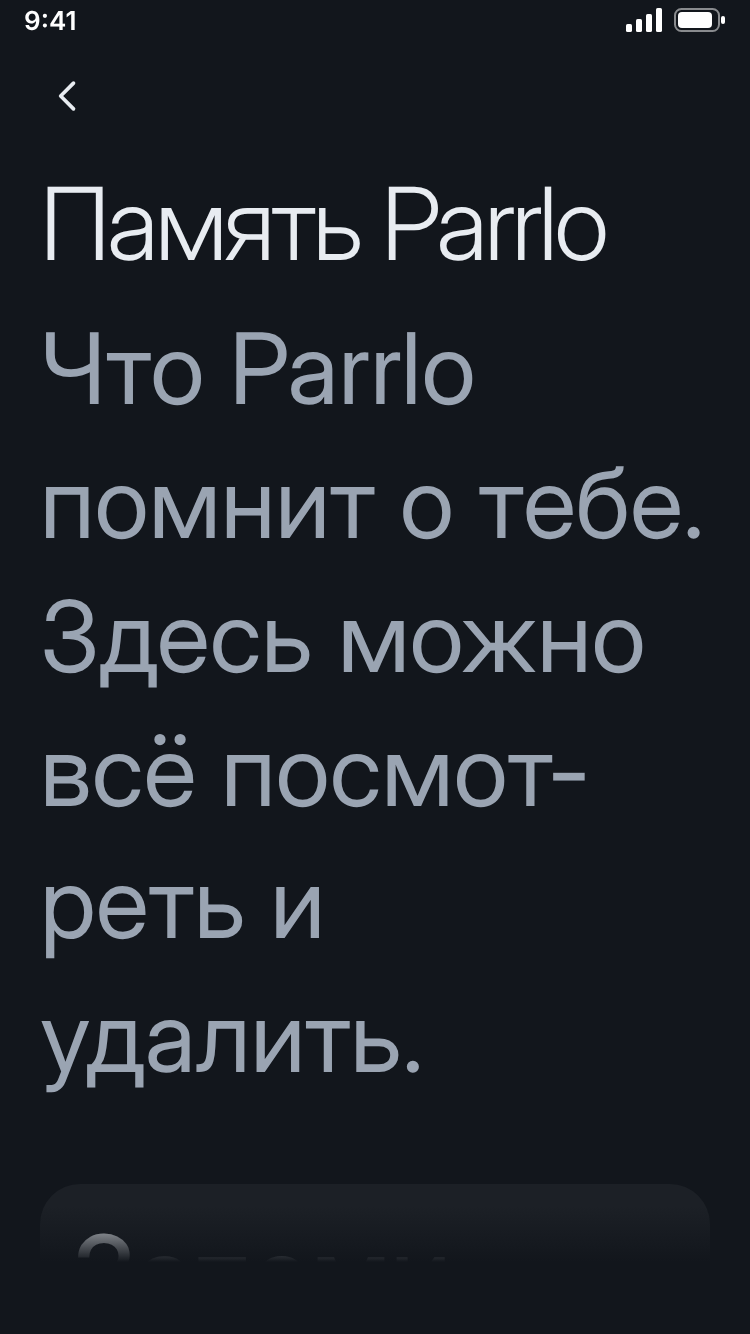 9:41
Память Parrlo
Что Parrlo
помнит о тебе.
Здесь можно
всё посмот-
реть и
удалить.